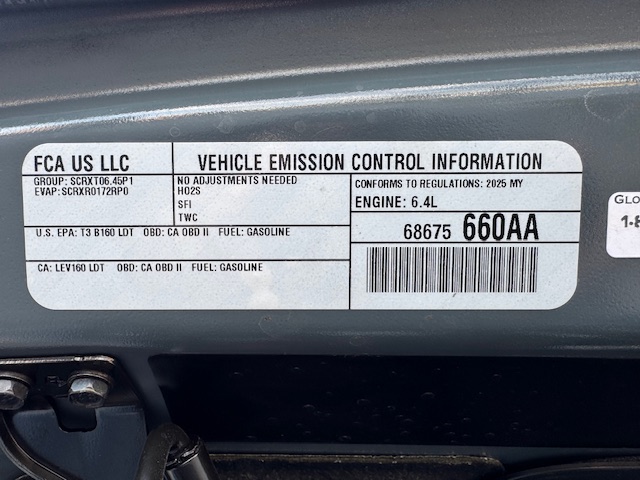 FCA US LLC
VEHICLE EMISSION CONTROL INFORMATION
GROUP: SCRXT06.45P1
EVAP: SCRXR0172RP0
NO ADJUSTMENTS NEEDED
HO2S
SFI
TWC
CONFORMS TO REGULATIONS: 2025 MY
ENGINE: 6.4L
U.S. EPA: T3 B160 LDT OBD: CA OBD II FUEL: GASOLINE
68675 660AA
CA: LEV160 LDT OBD: CA OBD II FUEL: GASOLINE